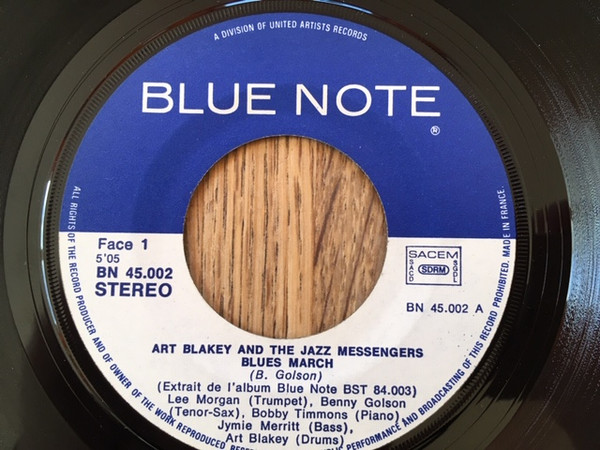 A DIVISION OF UNITED ARTISTS RECORDS
BLUE NOTE
®
Face 1
5'05
BN 45.002
STEREO
SACEM
SACD
SDRM
SGDL
BN 45.002 A
ART BLAKEY AND THE JAZZ MESSENGERS
BLUES MARCH
(B. Golson)
(Extrait de l'album Blue Note BST 84.003)
Lee Morgan (Trumpet), Benny Golson
(Tenor-Sax), Bobby Timmons (Piano)
Jymie Merritt (Bass),
Art Blakey (Drums)
ALL RIGHTS OF THE RECORD PRODUCER AND OF OWNER OF THE WORK REPRODUCED RESERVED
PUBLIC PERFORMANCE AND BROADCASTING OF THIS RECORD PROHIBITED. MADE IN FRANCE.